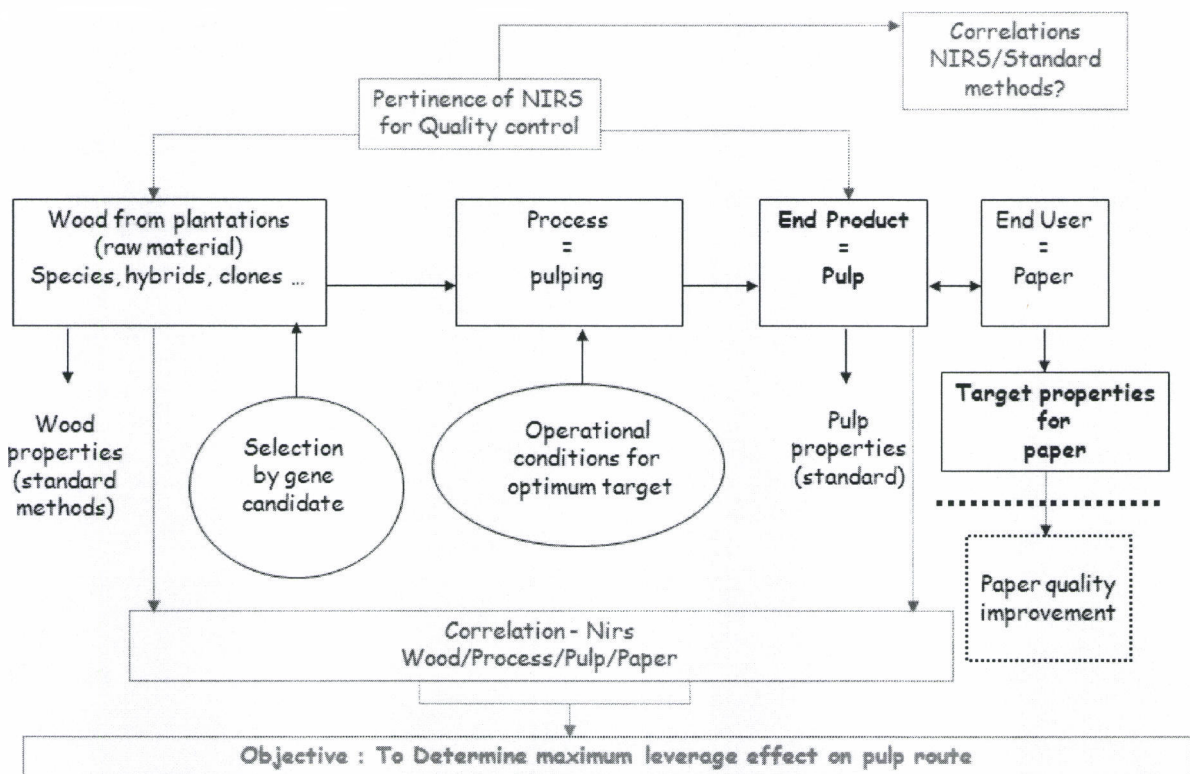 Correlations
NIRS/Standard
methods?
Pertinence of NIRS
for Quality control
Wood from plantations
(raw material)
Species, hybrids, clones ...
Process
=
pulping
End Product
=
Pulp
End User
=
Paper
Wood
properties
(standard
methods)
Selection
by gene
candidate
Operational
conditions for
optimum target
Pulp
properties
(standard)
Target properties
for
paper
Paper quality
improvement
Correlation - Nirs
Wood/Process/Pulp/Paper
Objective : To Determine maximum leverage effect on pulp route